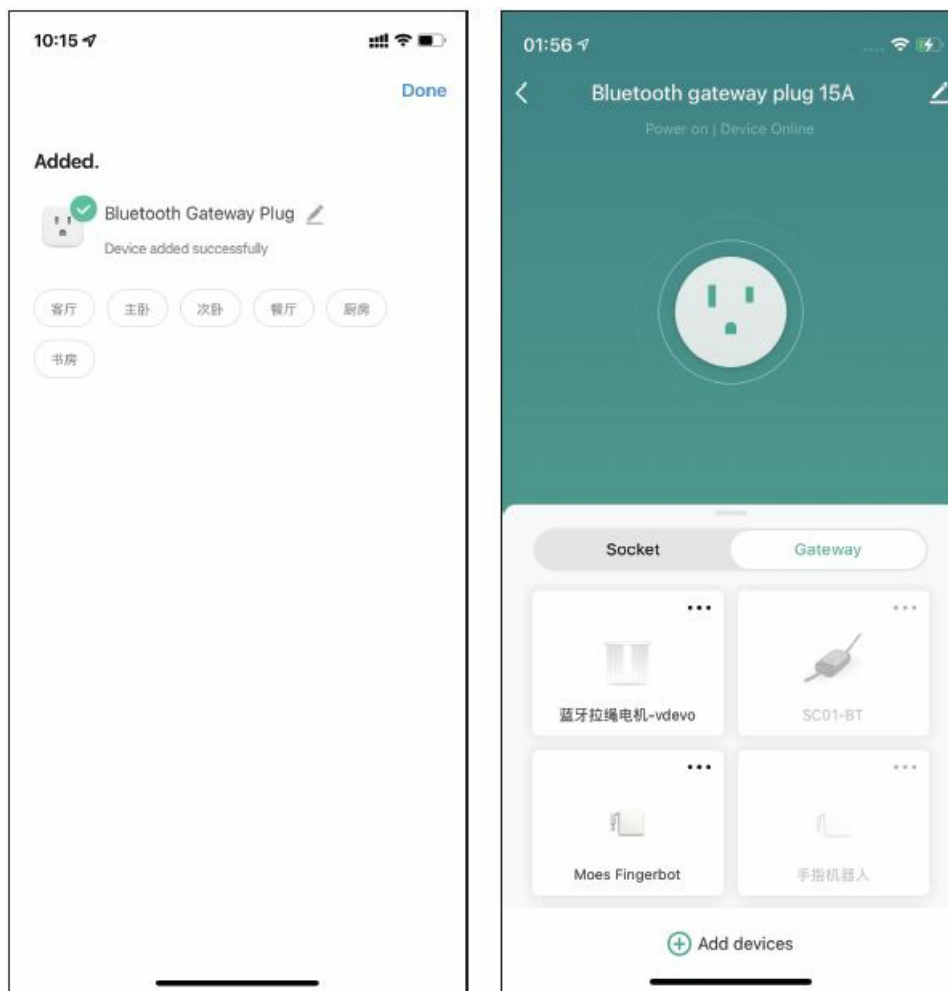 10:15
Done
Added.
Bluetooth Gateway Plug
Device added successfully
客厅
主卧
次卧
餐厅
厨房
书房
01:56
Bluetooth gateway plug 15A
Power on | Device Online
Socket
Gateway
蓝牙拉绳电机-vdevo
SC01-BT
Moes Fingerbot
手指机器人
Add devices